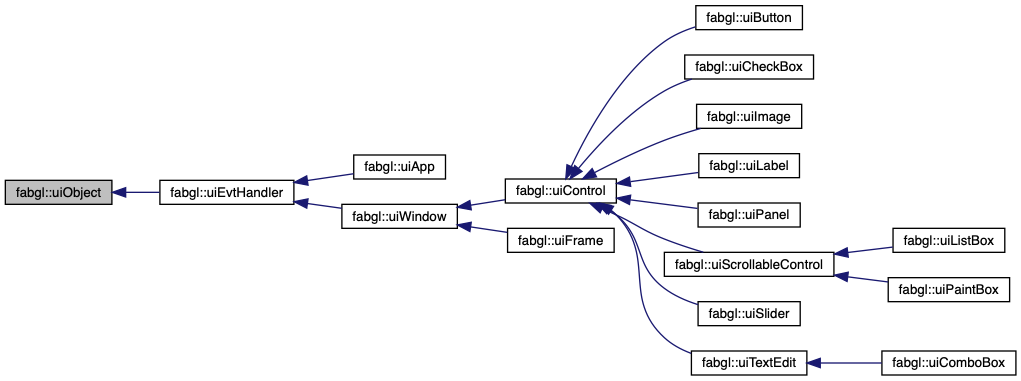 fabgl::uiButton
fabgl::uiCheckBox
fabgl::uiImage
fabgl::uiApp
fabgl::uiLabel
fabgl::uiObject
fabgl::uiEvtHandler
fabgl::uiControl
fabgl::uiWindow
fabgl::uiPanel
fabgl::uiFrame
fabgl::uiListBox
fabgl::uiScrollableControl
fabgl::uiPaintBox
fabgl::uiSlider
fabgl::uiTextEdit
fabgl::uiComboBox